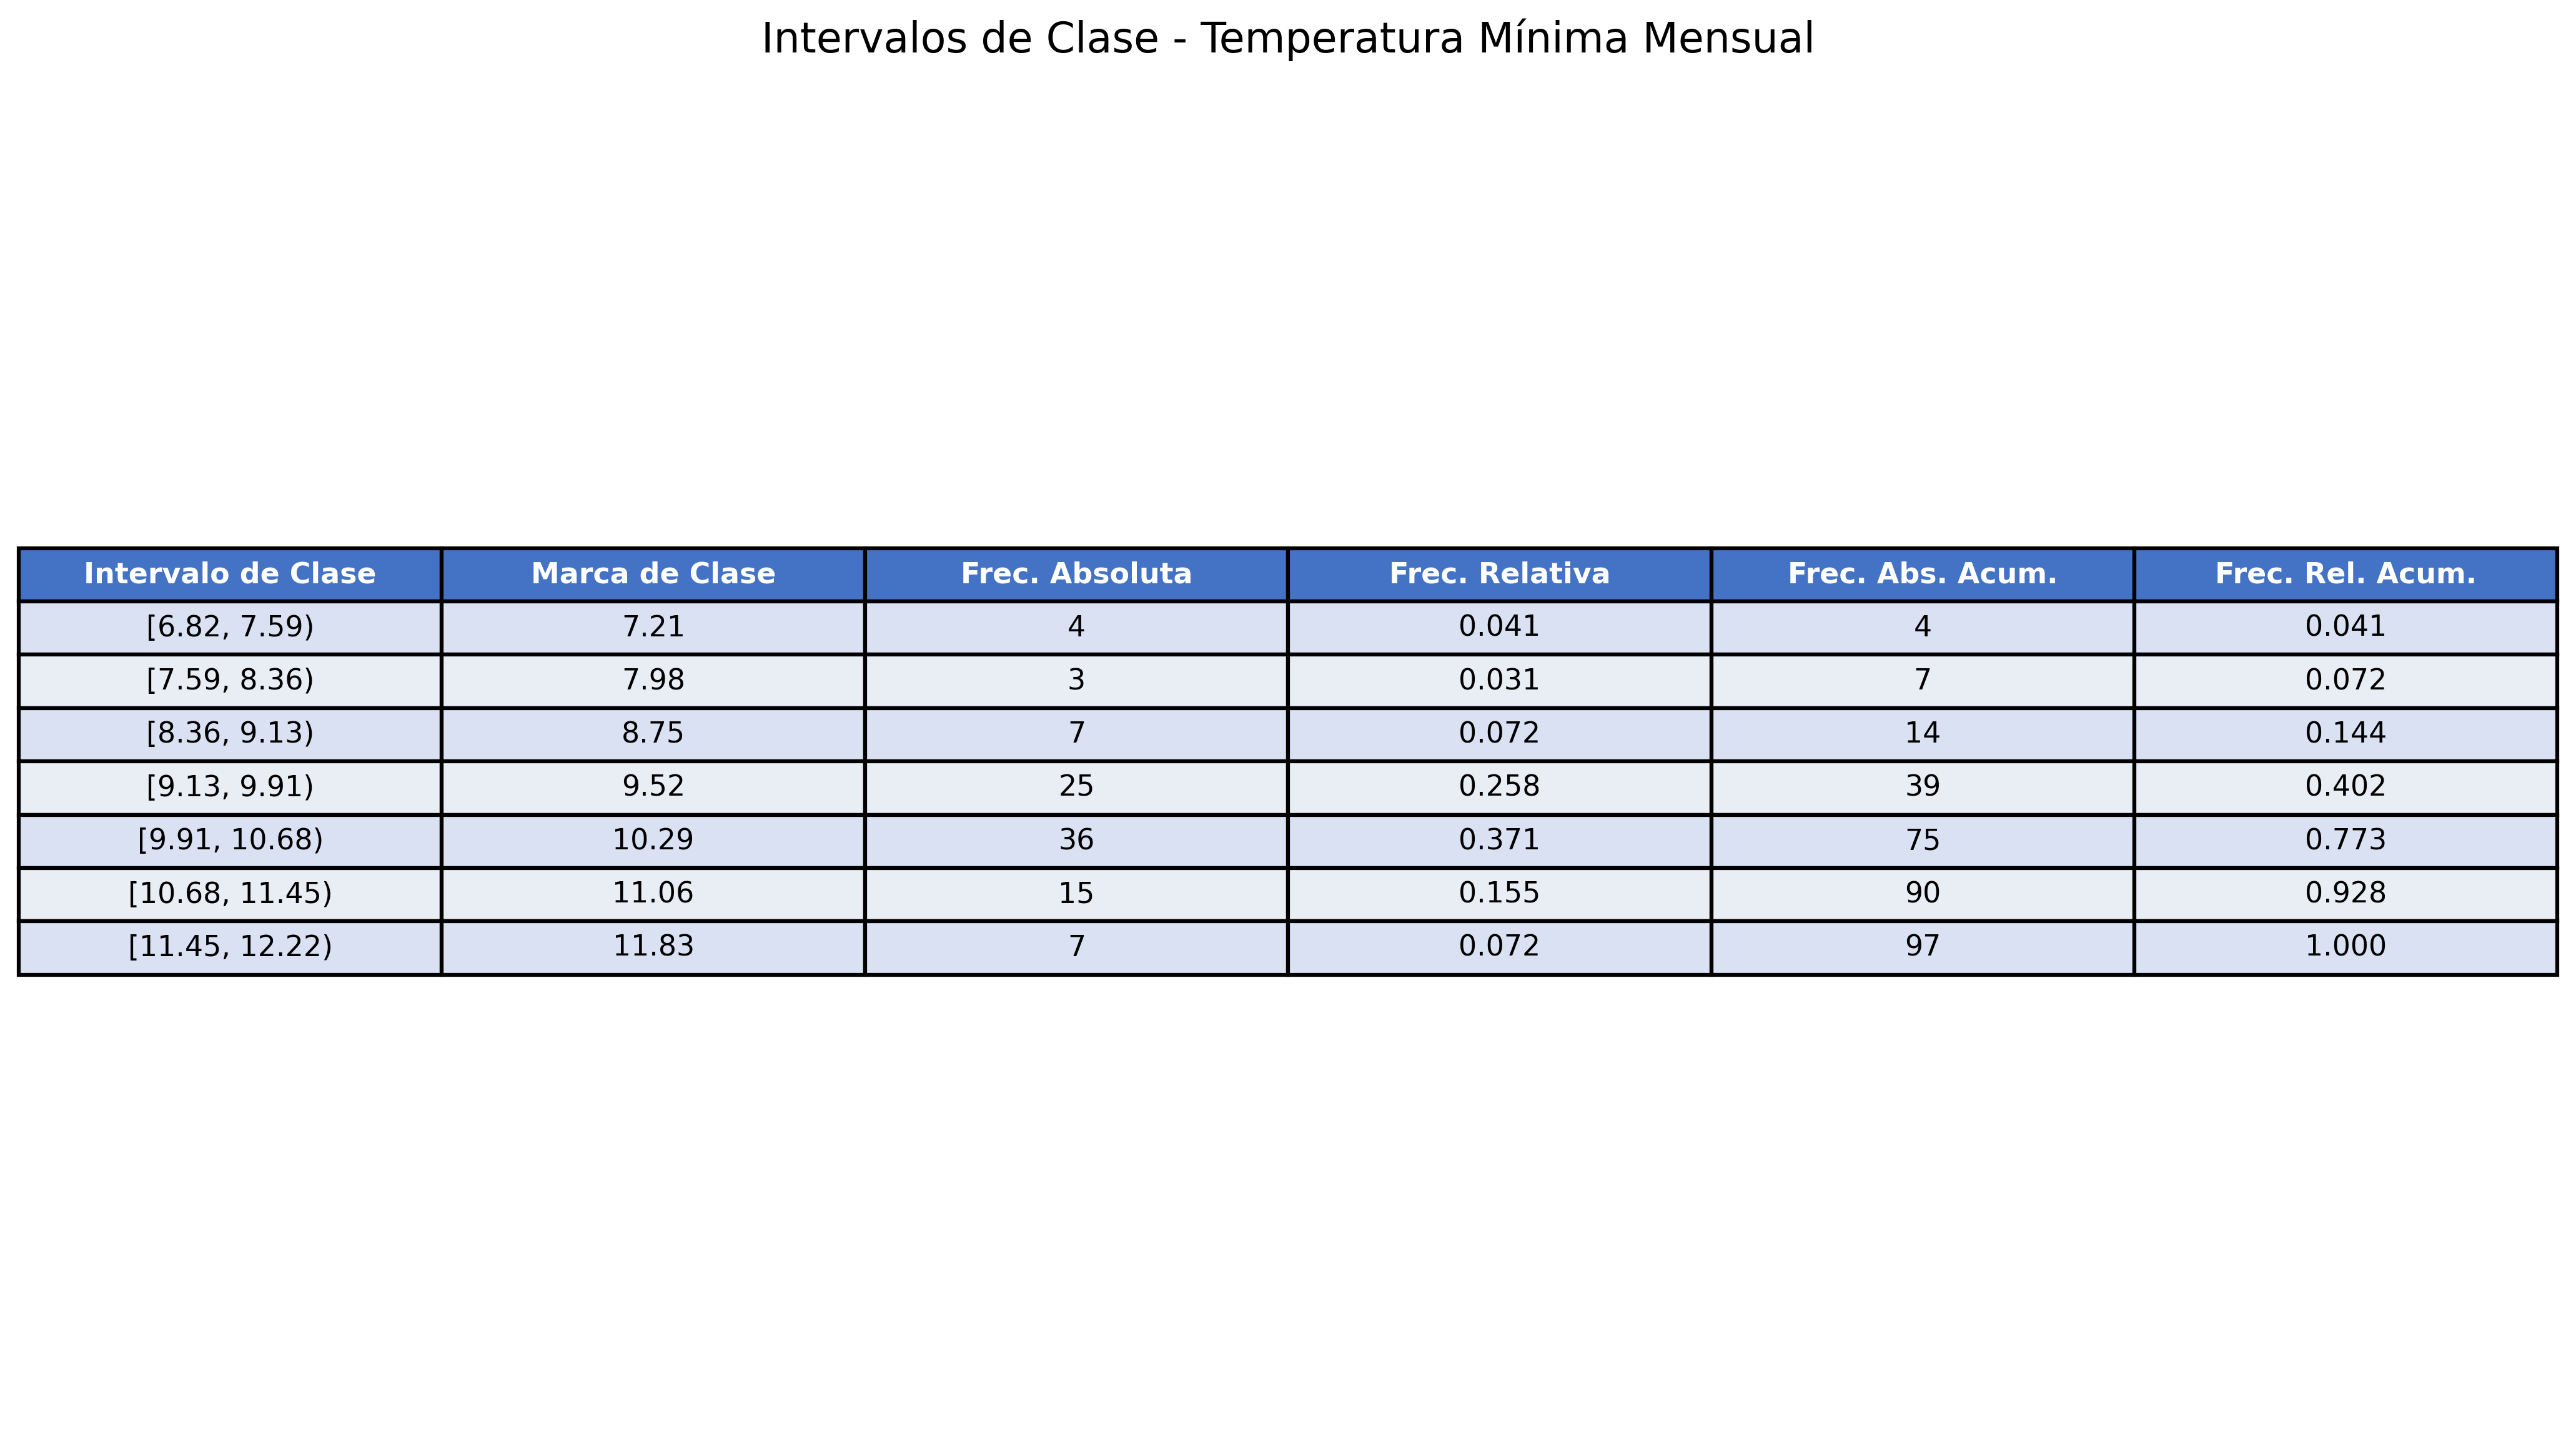 Intervalos de Clase - Temperatura Mínima Mensual
Intervalo de Clase Marca de Clase Frec. Absoluta Frec. Relativa Frec. Abs. Acum. Frec. Rel. Acum.
[6.82, 7.59) 7.21 4 0.041 4 0.041
[7.59, 8.36) 7.98 3 0.031 7 0.072
[8.36, 9.13) 8.75 7 0.072 14 0.144
[9.13, 9.91) 9.52 25 0.258 39 0.402
[9.91, 10.68) 10.29 36 0.371 75 0.773
[10.68, 11.45) 11.06 15 0.155 90 0.928
[11.45, 12.22) 11.83 7 0.072 97 1.000